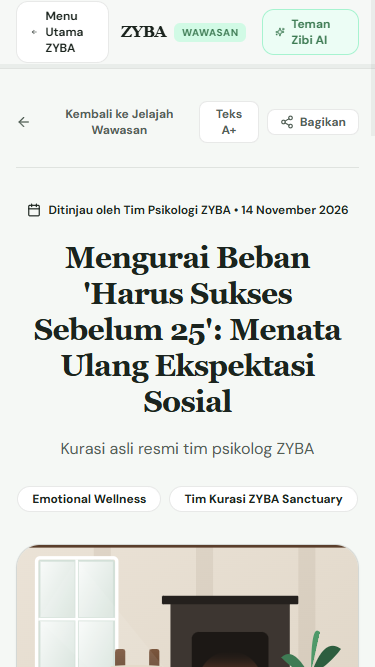 Menu
Utama
ZYBA
ZYBA
WAWASAN
Teman
Zibi AI
Kembali ke Jelajah
Wawasan
Teks
A+
Bagikan
Ditinjau oleh Tim Psikologi ZYBA • 14 November 2026
Mengurai Beban
'Harus Sukses
Sebelum 25': Menata
Ulang Ekspektasi
Sosial
Kurasi asli resmi tim psikolog ZYBA
Emotional Wellness
Tim Kurasi ZYBA Sanctuary